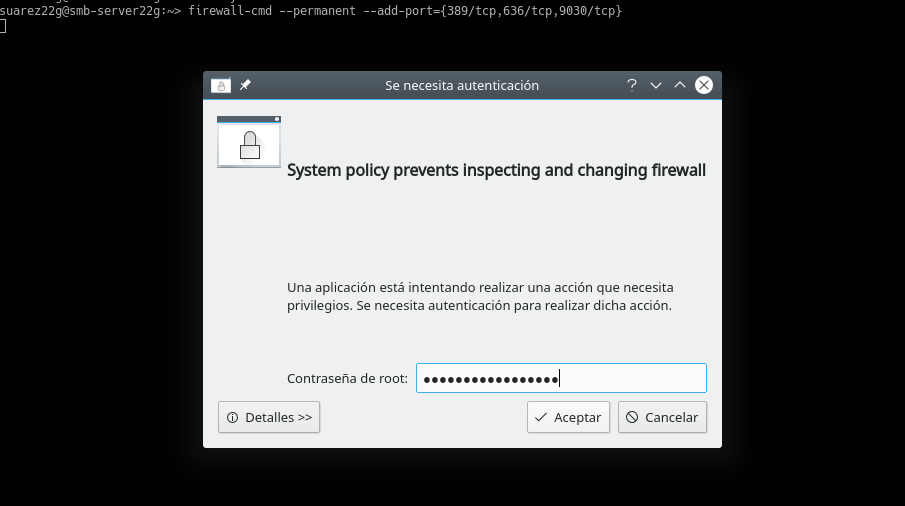 suarez22g@smb-server22g:~> firewall-cmd --permanent --add-port={389/tcp,636/tcp,9030/tcp}
Se necesita autenticación
System policy prevents inspecting and changing firewall
Una aplicación está intentando realizar una acción que necesita
privilegios. Se necesita autenticación para realizar dicha acción.
Contraseña de root: ●●●●●●●●●●●●●●●●●
Detalles >> Aceptar Cancelar